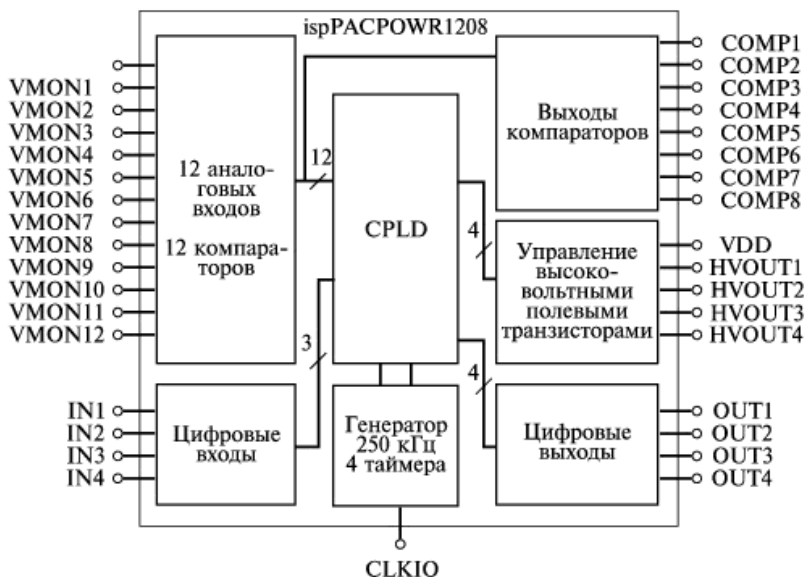 ispPACPOWR1208
VMON1
VMON2
VMON3
VMON4
VMON5
VMON6
VMON7
VMON8
VMON9
VMON10
VMON11
VMON12
12 анало-
говых
входов
12 компара-
торов
12
CPLD
Выходы
компараторов
COMP1
COMP2
COMP3
COMP4
COMP5
COMP6
COMP7
COMP8
4
Управление
высоко-
вольтными
полевыми
транзисторами
VDD
HVOUT1
HVOUT2
HVOUT3
HVOUT4
3
4
IN1
IN2
IN3
IN4
Цифровые
входы
Генератор
250 кГц
4 таймера
Цифровые
выходы
OUT1
OUT2
OUT3
OUT4
CLKIO